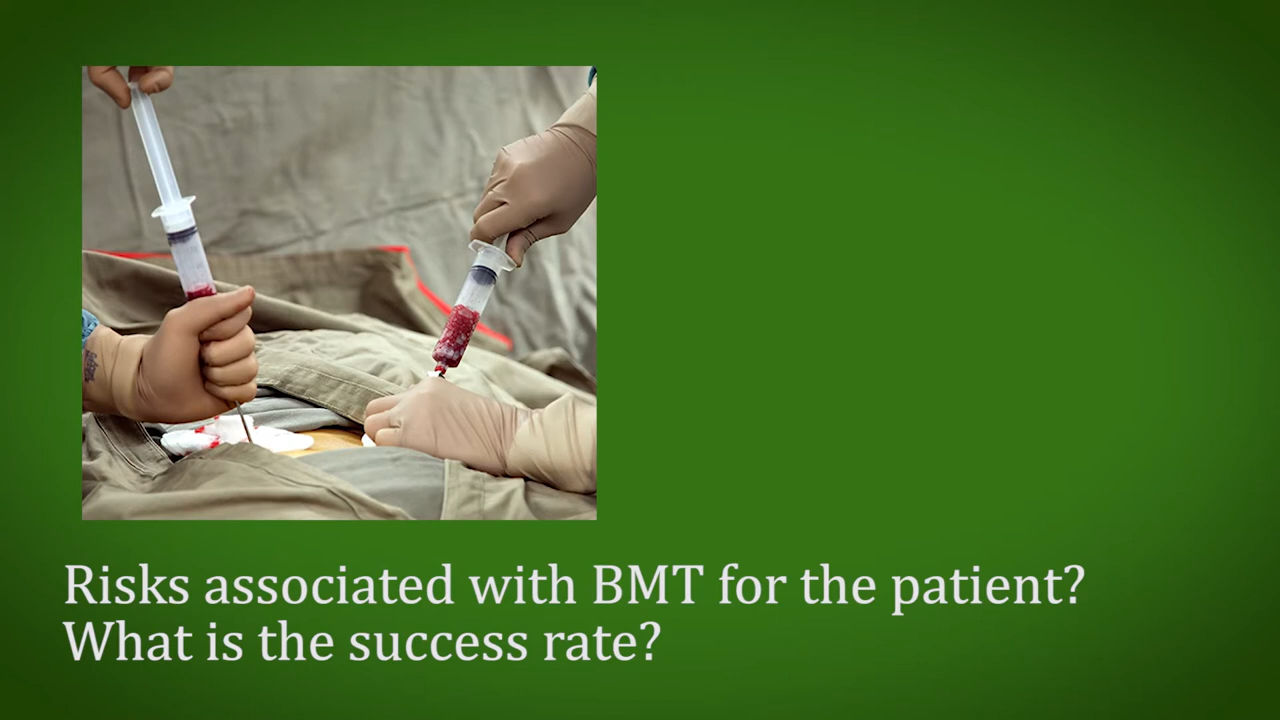 Risks associated with BMT for the patient?
What is the success rate?